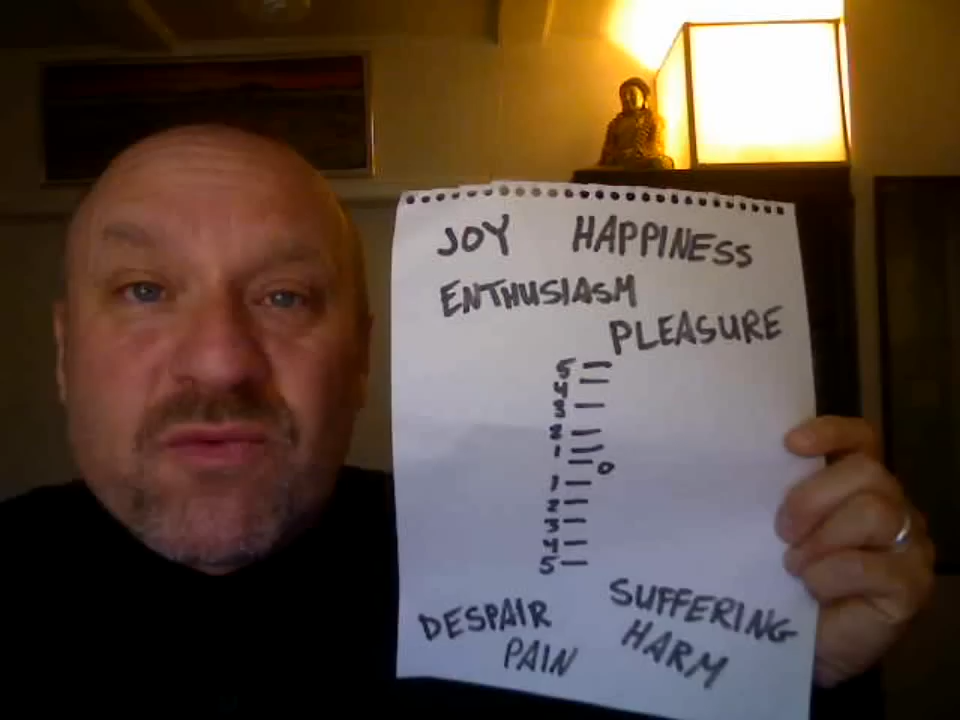 JOY HAPPINESS
ENTHUSIASM
PLEASURE
5
4
3
2
1
0
1
2
3
4
5
DESPAIR SUFFERING
PAIN HARM